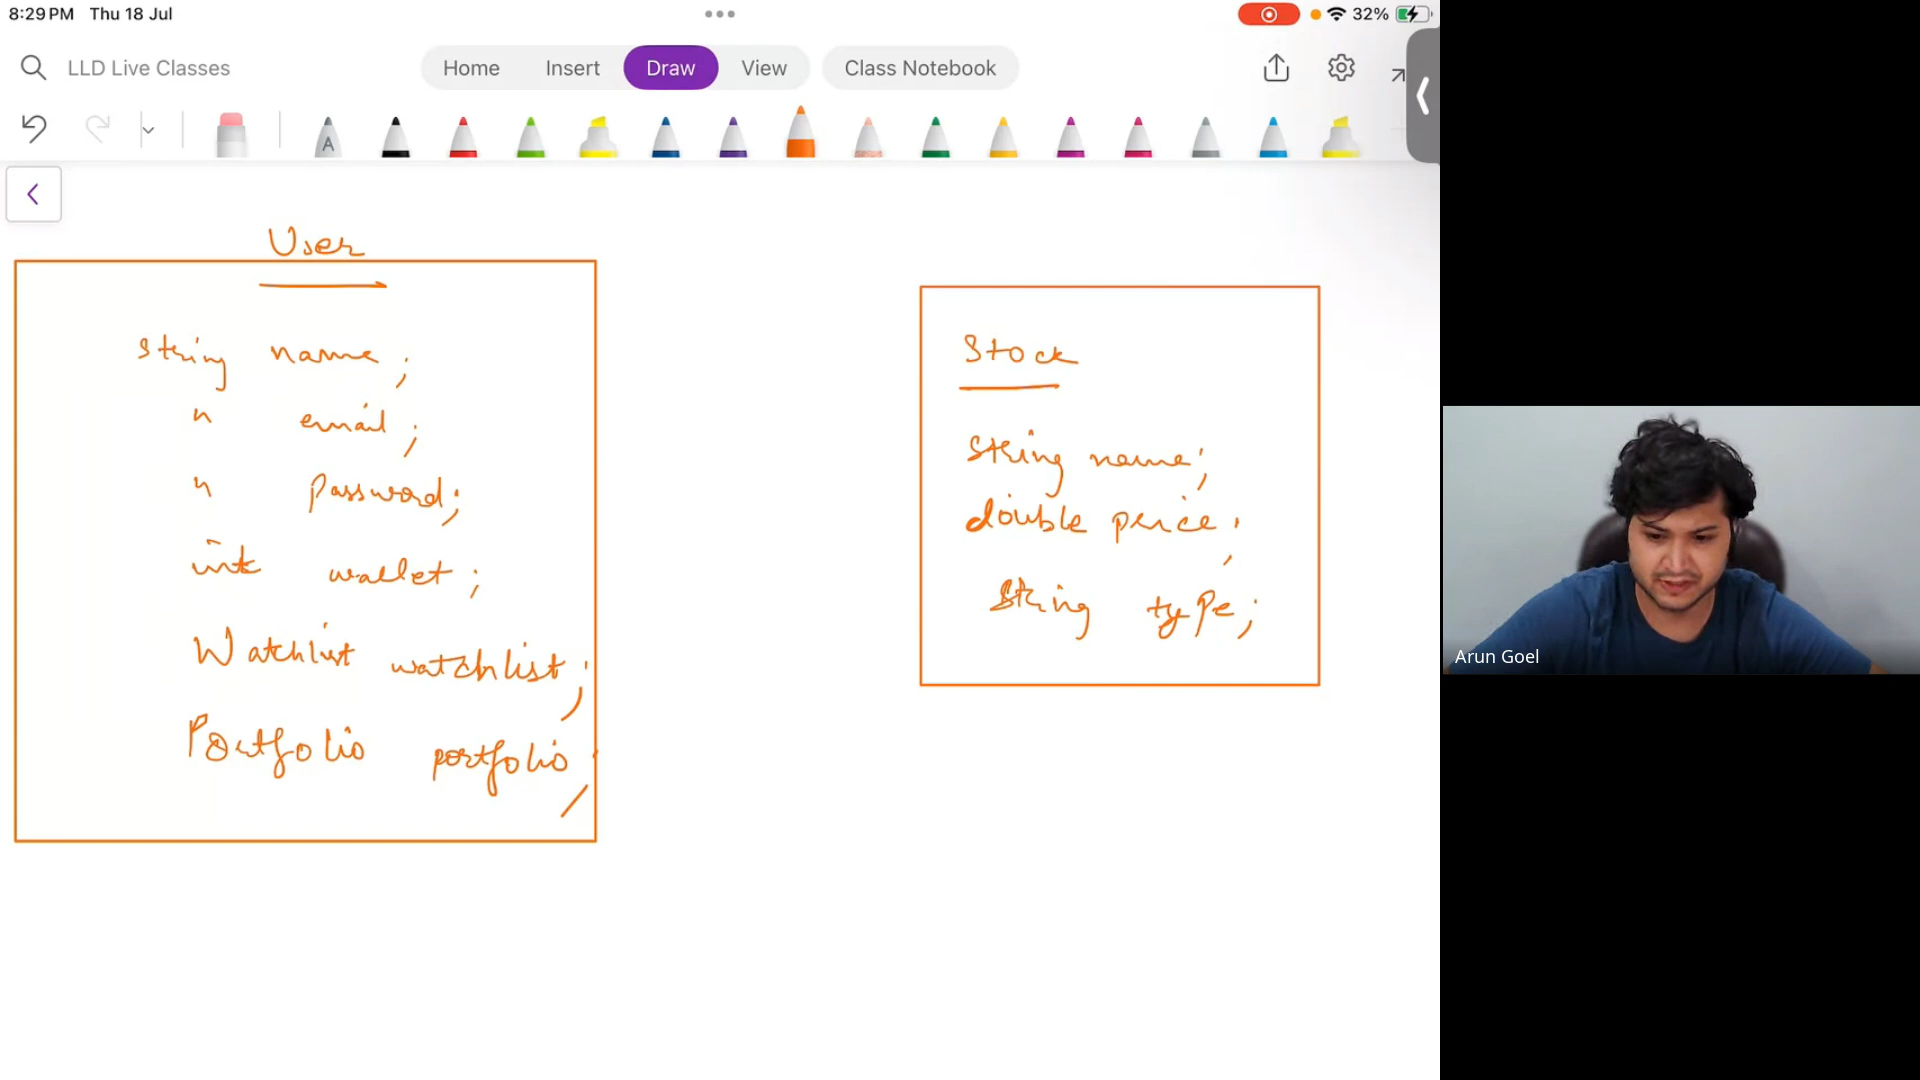 8:29 PM Thu 18 Jul
32%
LLD Live Classes
Home Insert Draw View Class Notebook
A
User
String name;
" email;
" Password;
int wallet;
Watchlist watchlist;
Portfolio portfolio;
Stock
String name;
double price;
String type;
Arun Goel